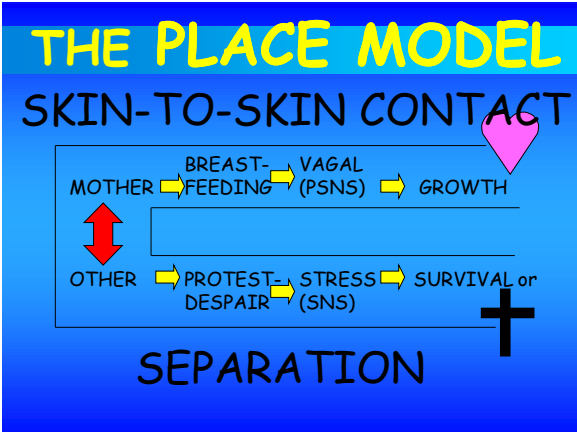 THE PLACE MODEL
SKIN-TO-SKIN CONTACT
BREAST- VAGAL
MOTHER FEEDING (PSNS) GROWTH
OTHER PROTEST- STRESS SURVIVAL or
DESPAIR (SNS)
SEPARATION